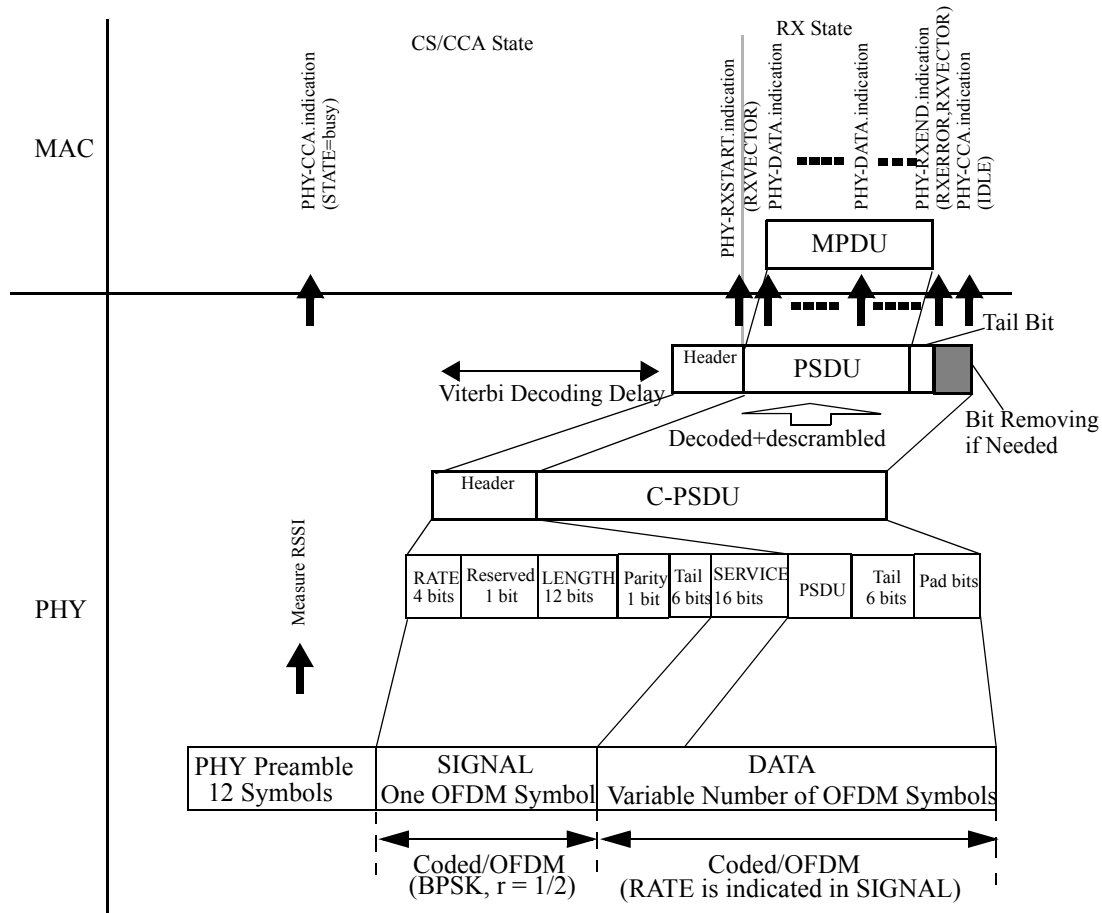 CS/CCA State
RX State
MAC
PHY-CCA.indication
(STATE=busy)
PHY-RXSTART.indication
(RXVECTOR)
PHY-DATA.indication
PHY-DATA.indication
PHY-RXEND.indication
(RXERROR,RXVECTOR)
PHY-CCA.indication
(IDLE)
MPDU
Tail Bit
Header
PSDU
Viterbi Decoding Delay
Decoded+descrambled
Bit Removing
if Needed
Header
C-PSDU
Measure RSSI
PHY
RATE
4 bits
Reserved
1 bit
LENGTH
12 bits
Parity
1 bit
Tail
6 bits
SERVICE
16 bits
PSDU
Tail
6 bits
Pad bits
PHY Preamble
12 Symbols
SIGNAL
One OFDM Symbol
DATA
Variable Number of OFDM Symbols
Coded/OFDM
(BPSK, r = 1/2)
Coded/OFDM
(RATE is indicated in SIGNAL)